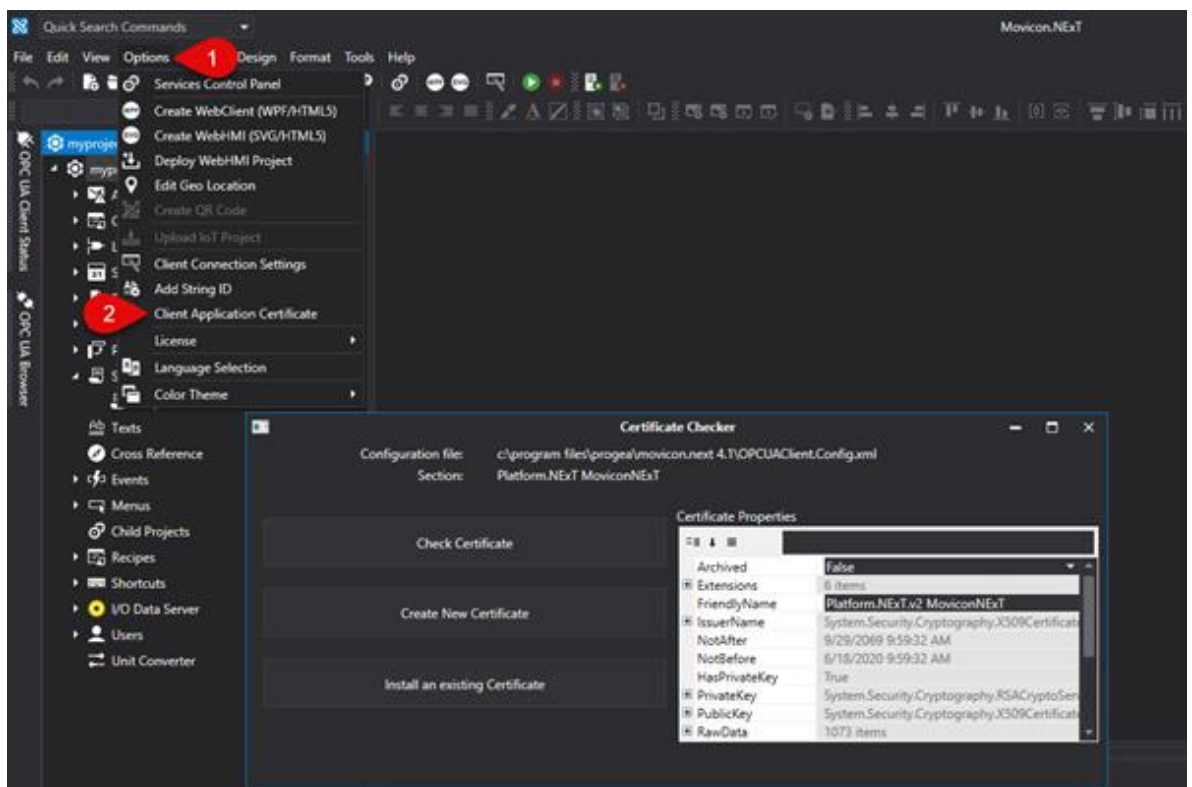 Quick Search Commands
Movicon.NExT
File Edit View Options 1 Design Format Tools Help
Services Control Panel
Create WebClient (WPF/HTML5)
Create WebHMI (SVG/HTML5)
Deploy WebHMI Project
Edit Geo Location
Create QR Code
Upload IoT Project
Client Connection Settings
Add String ID
2 Client Application Certificate
License
Language Selection
Color Theme
OPC UA Client Status
OPC UA Browser
Texts
Cross Reference
Events
Menus
Child Projects
Recipes
Shortcuts
I/O Data Server
Users
Unit Converter
Certificate Checker
Configuration file: c:\program files\progea\movicon.next 4.1\OPCUAClient.Config.xml
Section: Platform.NExT MoviconNExT
Check Certificate
Create New Certificate
Install an existing Certificate
Certificate Properties
Archived False
Extensions 6 items
FriendlyName Platform.NExT.v2 MoviconNExT
IssuerName System.Security.Cryptography.X509Certificate
NotAfter 9/29/2069 9:59:32 AM
NotBefore 6/18/2020 9:59:32 AM
HasPrivateKey True
PrivateKey System.Security.Cryptography.RSACryptoSer
PublicKey System.Security.Cryptography.X509Certificate
RawData 1073 items